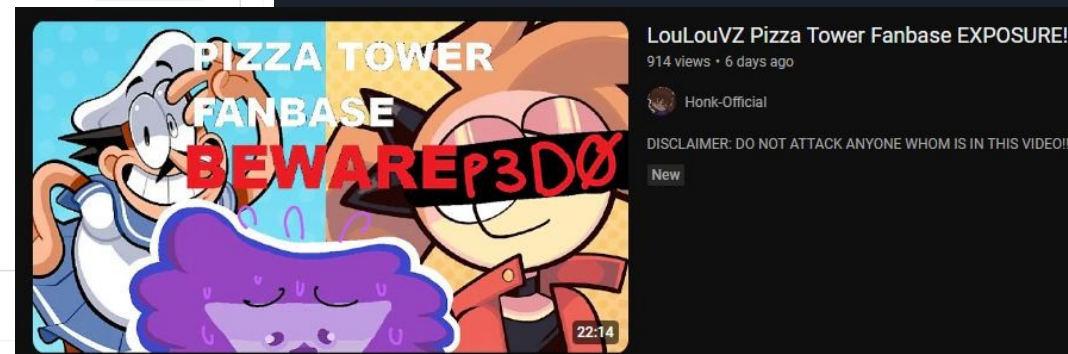 PIZZA TOWER
FANBASE
BEWARE P3DØ
22:14
LouLouVZ Pizza Tower Fanbase EXPOSURE!
914 views • 6 days ago
Honk-Official
DISCLAIMER: DO NOT ATTACK ANYONE WHOM IS IN THIS VIDEO!!
New